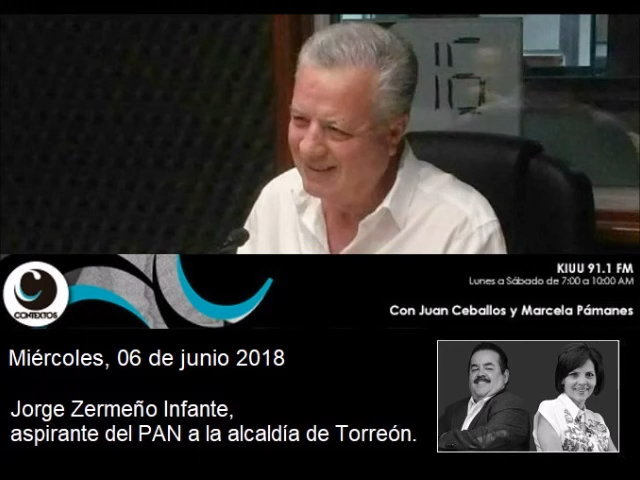 KIUU 91.1 FM
Lunes a Sábado de 7:00 a 10:00 AM
CONTEXTOS
Con Juan Ceballos y Marcela Pámanes
Miércoles, 06 de junio 2018
Jorge Zermeño Infante,
aspirante del PAN a la alcaldía de Torreón.